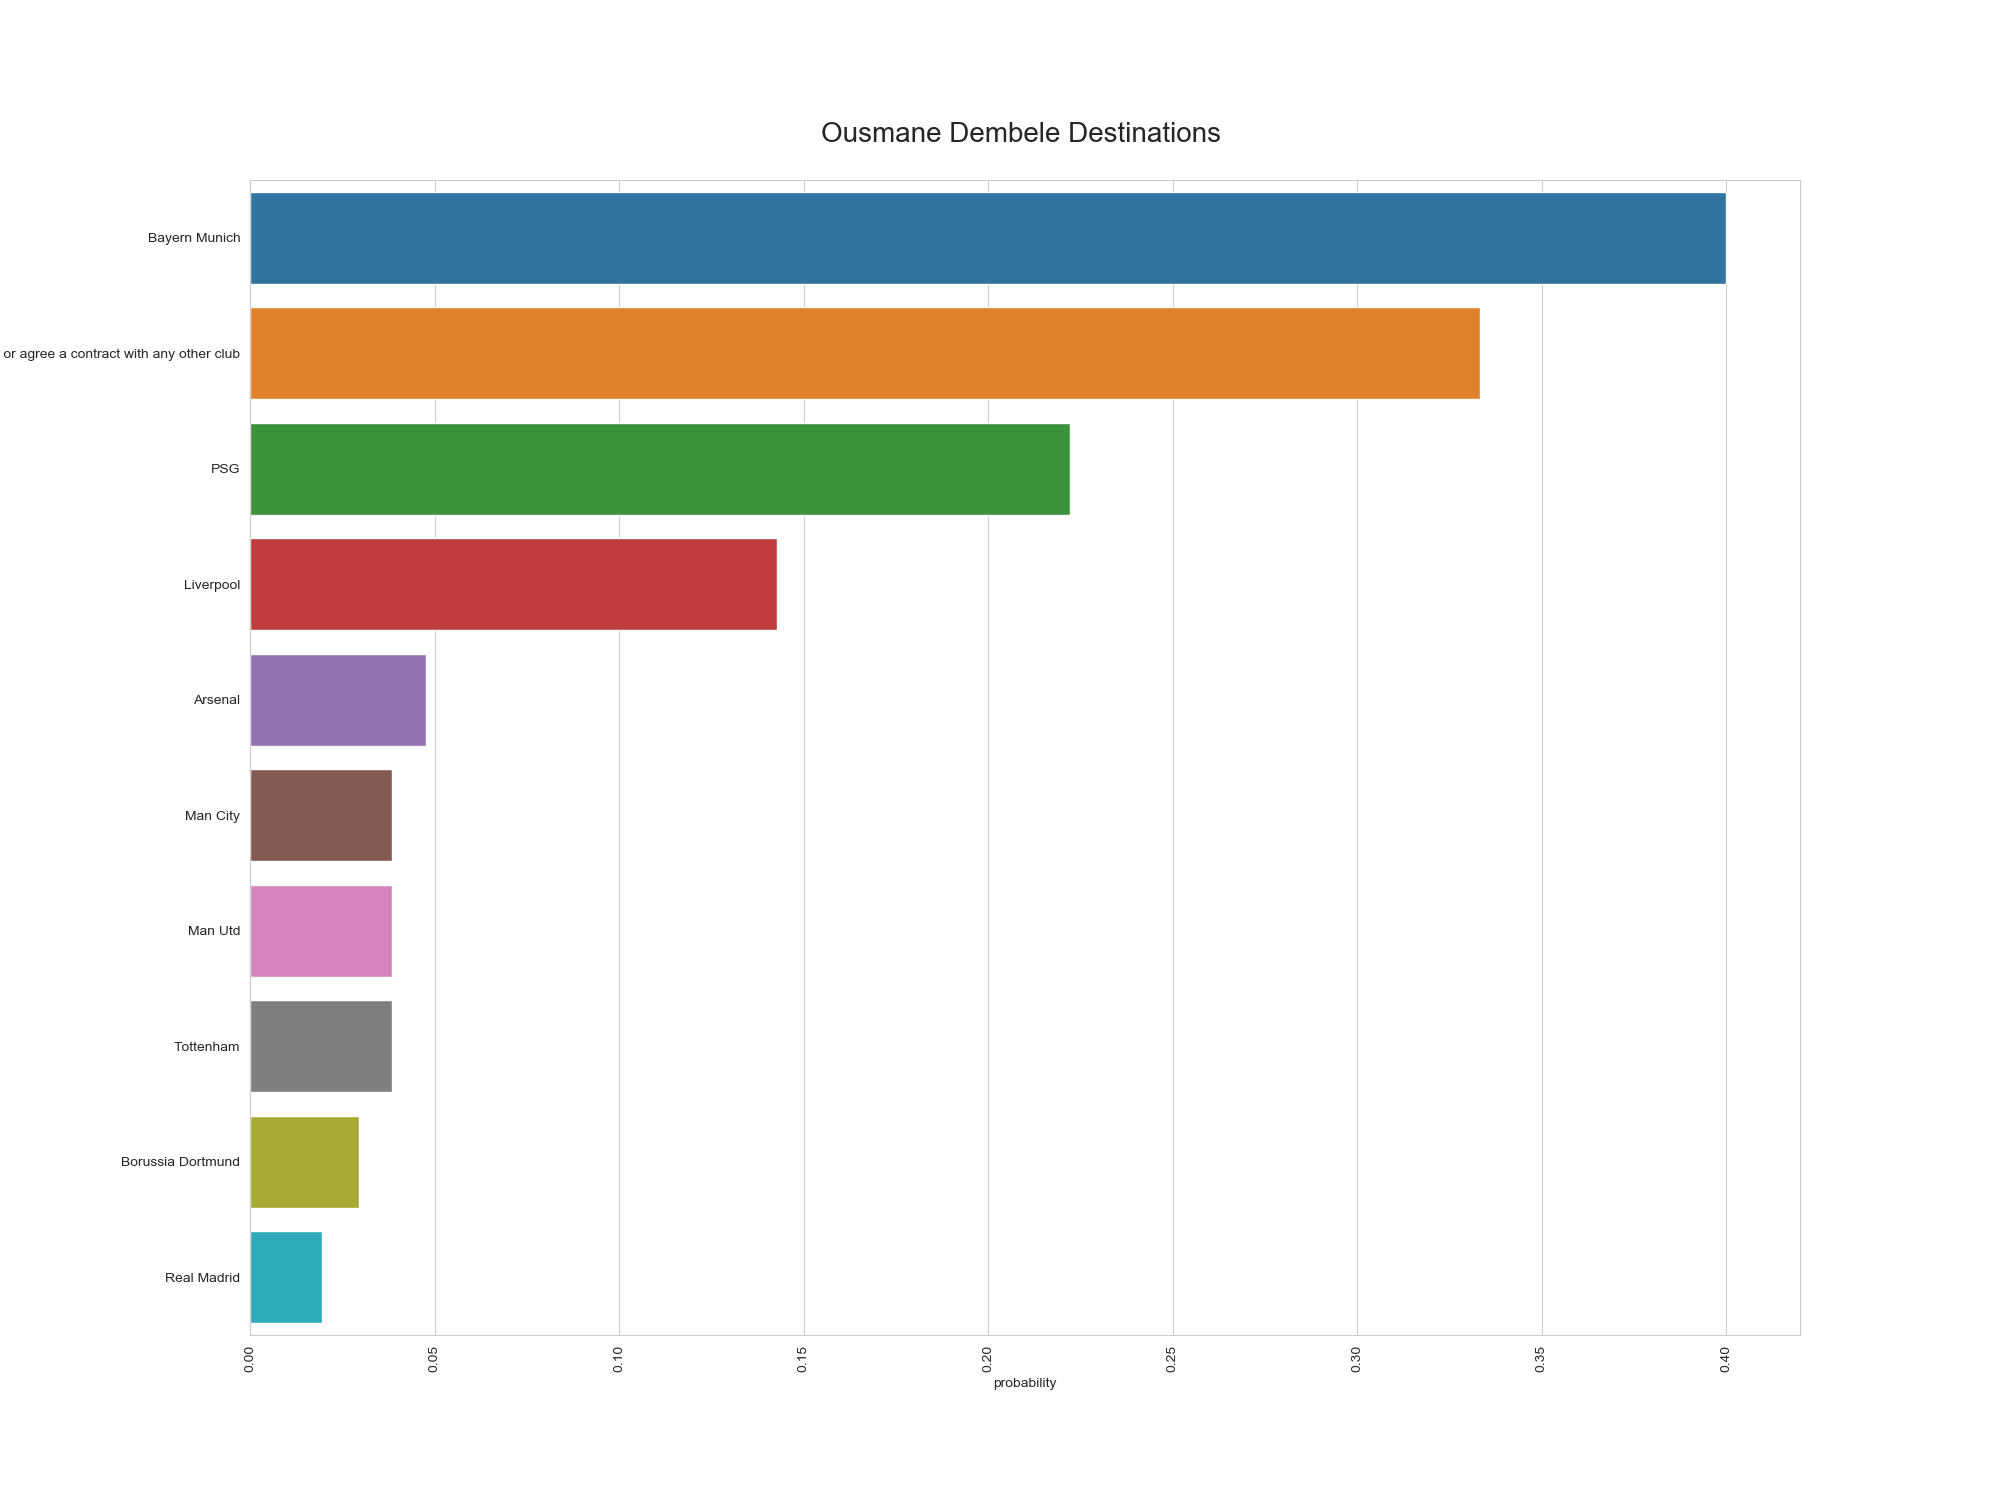 Ousmane Dembele Destinations
Bayern Munich
or agree a contract with any other club
PSG
Liverpool
Arsenal
Man City
Man Utd
Tottenham
Borussia Dortmund
Real Madrid
0.00 0.05 0.10 0.15 0.20 0.25 0.30 0.35 0.40
probability